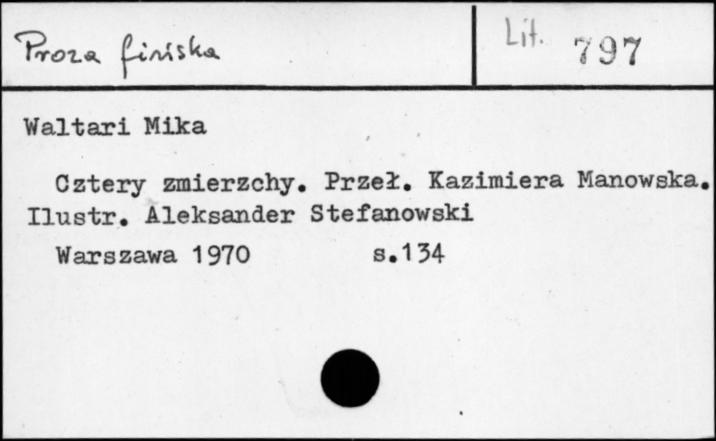 Proza fińska
Lit. 797
Waltari Mika
Cztery zmierzchy. Przeł. Kazimiera Manowska.
Ilustr. Aleksander Stefanowski
Warszawa 1970 s.134